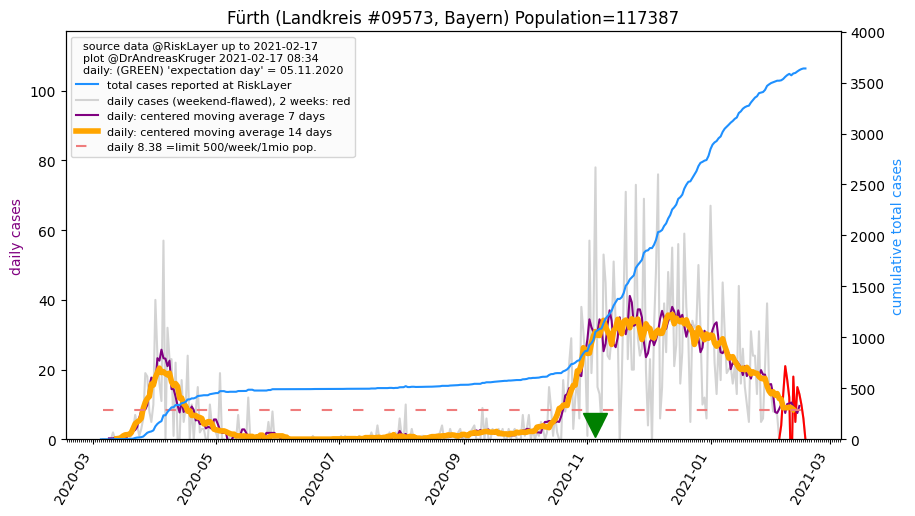 Fürth (Landkreis #09573, Bayern) Population=117387
source data @RiskLayer up to 2021-02-17
plot @DrAndreasKruger 2021-02-17 08:34
daily: (GREEN) 'expectation day' = 05.11.2020
total cases reported at RiskLayer
daily cases (weekend-flawed), 2 weeks: red
daily: centered moving average 7 days
daily: centered moving average 14 days
daily 8.38 =limit 500/week/1mio pop.
daily cases
0
20
40
60
80
100
cumulative total cases
0
500
1000
1500
2000
2500
3000
3500
4000
2020-03
2020-05
2020-07
2020-09
2020-11
2021-01
2021-03